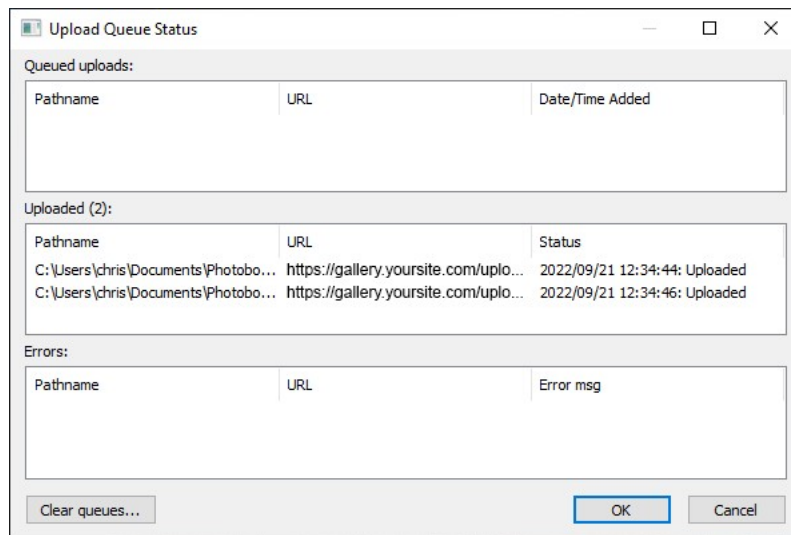 Upload Queue Status
Queued uploads:
Pathname URL Date/Time Added
Uploaded (2):
Pathname URL Status
C:\Users\chris\Documents\Photobo... https://gallery.yoursite.com/uplo... 2022/09/21 12:34:44: Uploaded
C:\Users\chris\Documents\Photobo... https://gallery.yoursite.com/uplo... 2022/09/21 12:34:46: Uploaded
Errors:
Pathname URL Error msg
Clear queues... OK Cancel